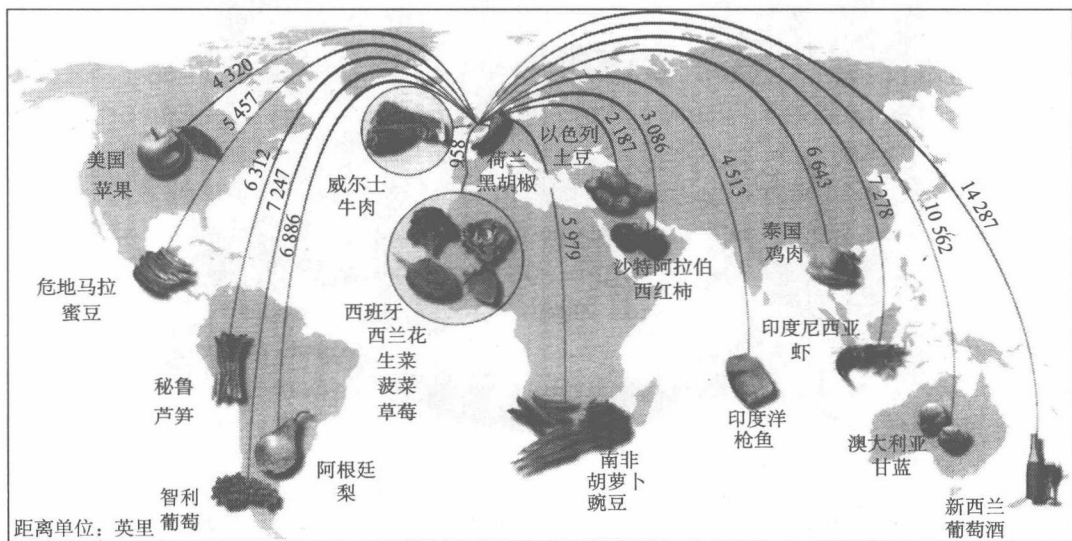 4 320
5 457
6 312
7 247
6 886
958
5 979
2 187
3 086
4 513
6 643
7 278
10 562
14 287
美国
苹果
威尔士
牛肉
荷兰
黑胡椒
以色列
土豆
沙特阿拉伯
西红柿
泰国
鸡肉
危地马拉
蜜豆
西班牙
西兰花
生菜
菠菜
草莓
印度尼西亚
虾
秘鲁
芦笋
印度洋
枪鱼
阿根廷
梨
南非
胡萝卜
豌豆
澳大利亚
甘蓝
智利
葡萄
新西兰
葡萄酒
距离单位：英里